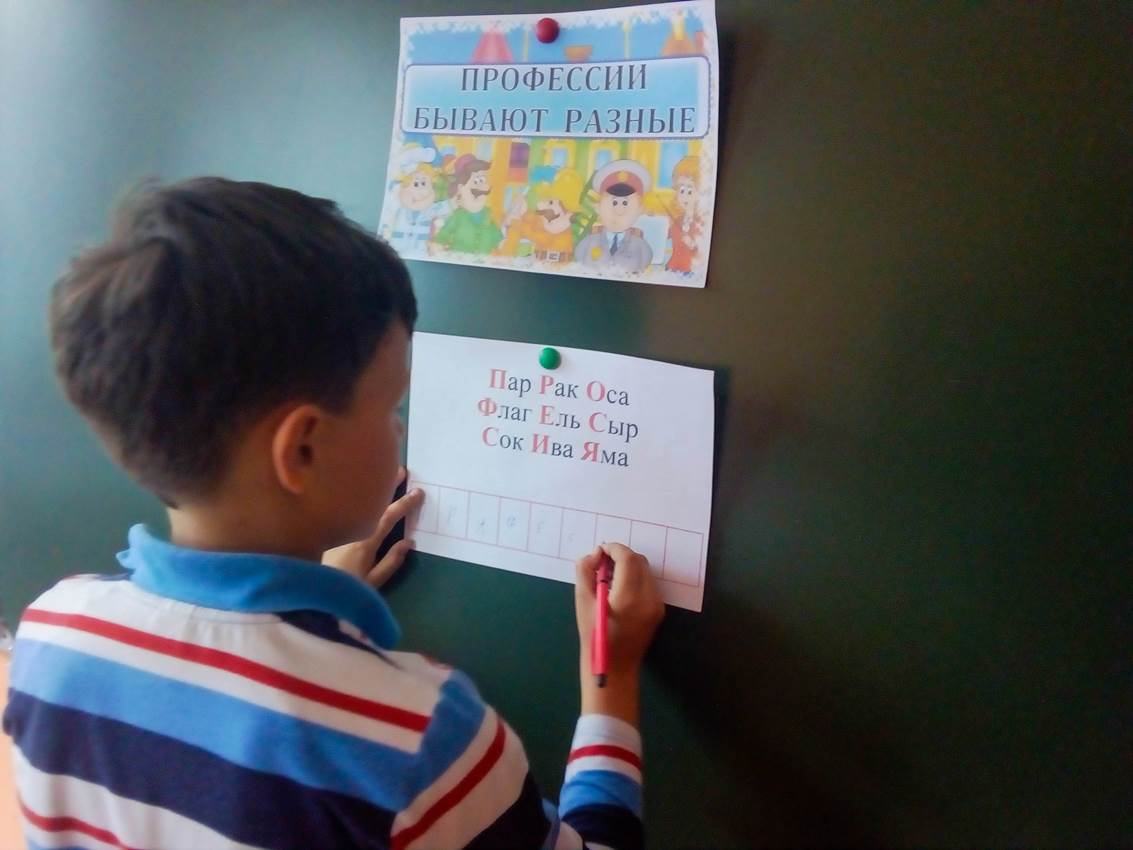 ПРОФЕССИИ
БЫВАЮТ РАЗНЫЕ
Пар Рак Оса
Флаг Ель Сыр
Сок Ива Яма